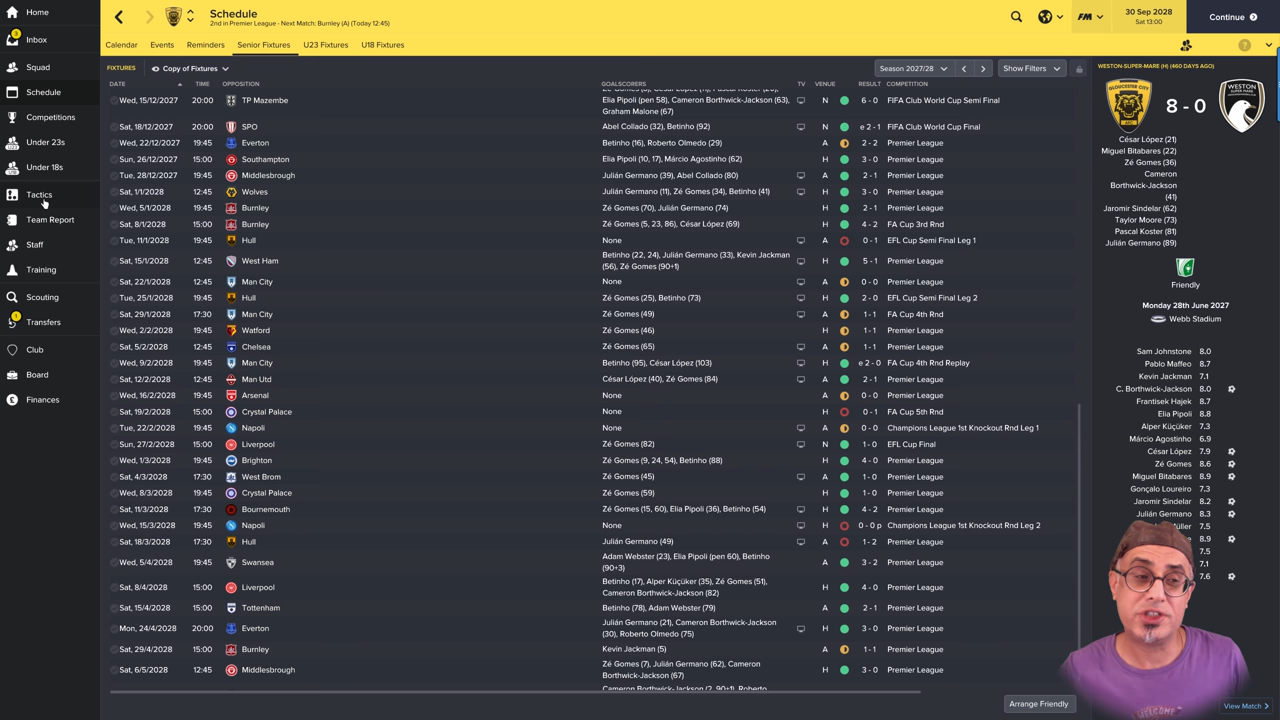 Home
3
Inbox
Squad
Schedule
Competitions
Under 23s
Under 18s
Tactics
Team Report
Staff
Training
Scouting
1
Transfers
Club
Board
Finances
Schedule
2nd in Premier League - Next Match: Burnley (A) (Today 12:45)
FM
30 Sep 2028
Sat 13:00
Continue
Calendar Events Reminders Senior Fixtures U23 Fixtures U18 Fixtures
?
FIXTURES Copy of Fixtures Season 2027/28 Show Filters
DATE TIME OPPOSITION GOALSCORERS TV VENUE RESULT COMPETITION
Wed, 15/12/2027 20:00 TP Mazembe Elia Pipoli (pen 58), Cameron Borthwick-Jackson (63), N 6 - 0 FIFA Club World Cup Semi Final
Graham Malone (67)
Sat, 18/12/2027 20:00 SPO Abel Collado (32), Betinho (92) N e 2 - 1 FIFA Club World Cup Final
Wed, 22/12/2027 19:45 Everton Betinho (16), Roberto Olmedo (29) A 2 - 2 Premier League
Sun, 26/12/2027 15:00 Southampton Elia Pipoli (10, 17), Márcio Agostinho (62) H 3 - 0 Premier League
Tue, 28/12/2027 19:45 Middlesbrough Julián Germano (39), Abel Collado (80) A 2 - 1 Premier League
Sat, 1/1/2028 12:45 Wolves Julián Germano (11), Zé Gomes (34), Betinho (41) H 3 - 0 Premier League
Wed, 5/1/2028 19:45 Burnley Zé Gomes (70), Julián Germano (74) H 2 - 1 Premier League
Sat, 8/1/2028 15:00 Burnley Zé Gomes (5, 23, 86), César López (69) H 4 - 2 FA Cup 3rd Rnd
Tue, 11/1/2028 19:45 Hull None A 0 - 1 EFL Cup Semi Final Leg 1
Sat, 15/1/2028 19:45 West Ham Betinho (22, 24), Julián Germano (33), Kevin Jackman H 5 - 1 Premier League
(56), Zé Gomes (90+1)
Sat, 22/1/2028 12:45 Man City None A 0 - 0 Premier League
Tue, 25/1/2028 19:45 Hull Zé Gomes (25), Betinho (73) H 2 - 0 EFL Cup Semi Final Leg 2
Sat, 29/1/2028 17:30 Man City Zé Gomes (49) A 1 - 1 FA Cup 4th Rnd
Wed, 2/2/2028 19:45 Watford Zé Gomes (46) H 1 - 1 Premier League
Sat, 5/2/2028 12:45 Chelsea Zé Gomes (65) A 1 - 1 Premier League
Wed, 9/2/2028 19:45 Man City Betinho (95), César López (103) H e 2 - 0 FA Cup 4th Rnd Replay
Sat, 12/2/2028 12:45 Man Utd César López (40), Zé Gomes (84) A 2 - 1 Premier League
Wed, 16/2/2028 19:45 Arsenal None A 0 - 0 Premier League
Sat, 19/2/2028 15:00 Crystal Palace None H 0 - 1 FA Cup 5th Rnd
Tue, 22/2/2028 19:45 Napoli None A 0 - 0 Champions League 1st Knockout Rnd Leg 1
Sun, 27/2/2028 15:00 Liverpool Zé Gomes (82) N 1 - 0 EFL Cup Final
Wed, 1/3/2028 19:45 Brighton Zé Gomes (9, 24, 54), Betinho (88) H 4 - 0 Premier League
Sat, 4/3/2028 17:30 West Brom Zé Gomes (45) A 1 - 0 Premier League
Wed, 8/3/2028 19:45 Crystal Palace Zé Gomes (59) H 1 - 0 Premier League
Sat, 11/3/2028 17:30 Bournemouth Zé Gomes (15, 60), Elia Pipoli (36), Betinho (54) H 4 - 2 Premier League
Wed, 15/3/2028 19:45 Napoli None H 0 - 0 p Champions League 1st Knockout Rnd Leg 2
Sat, 18/3/2028 17:30 Hull Julián Germano (49) A 1 - 2 Premier League
Wed, 5/4/2028 19:45 Swansea Adam Webster (23), Elia Pipoli (pen 60), Betinho A 3 - 2 Premier League
(90+3)
Sat, 8/4/2028 15:00 Liverpool Betinho (17), Alper Küçüker (35), Zé Gomes (51), H 4 - 0 Premier League
Cameron Borthwick-Jackson (82)
Sat, 15/4/2028 15:00 Tottenham Betinho (78), Adam Webster (79) A 2 - 1 Premier League
Mon, 24/4/2028 20:00 Everton Julián Germano (21), Cameron Borthwick-Jackson H 3 - 0 Premier League
(30), Roberto Olmedo (75)
Sat, 29/4/2028 15:00 Burnley Kevin Jackman (5) A 1 - 1 Premier League
Sat, 6/5/2028 12:45 Middlesbrough Zé Gomes (7), Julián Germano (62), Cameron H 3 - 0 Premier League
Borthwick-Jackson (67)
Arrange Friendly
WESTON-SUPER-MARE (H) (460 DAYS AGO)
8 - 0
César López (21)
Miguel Bitabares (22)
Zé Gomes (36)
Cameron
Borthwick-Jackson
(41)
Jaromir Sindelar (62)
Taylor Moore (73)
Pascal Koster (81)
Julián Germano (89)
Friendly
Monday 28th June 2027
Webb Stadium
Sam Johnstone 8.0
Pablo Maffeo 8.7
Kevin Jackman 7.1
C. Borthwick-Jackson 8.0
Frantisek Hajek 8.7
Elia Pipoli 8.8
Alper Küçüker 7.3
Márcio Agostinho 6.9
César López 7.9
Zé Gomes 8.6
Miguel Bitabares 8.9
Gonçalo Loureiro 7.3
Jaromir Sindelar 8.2
Julián Germano 8.3
7.5
8.9
7.5
7.1
7.6
View Match